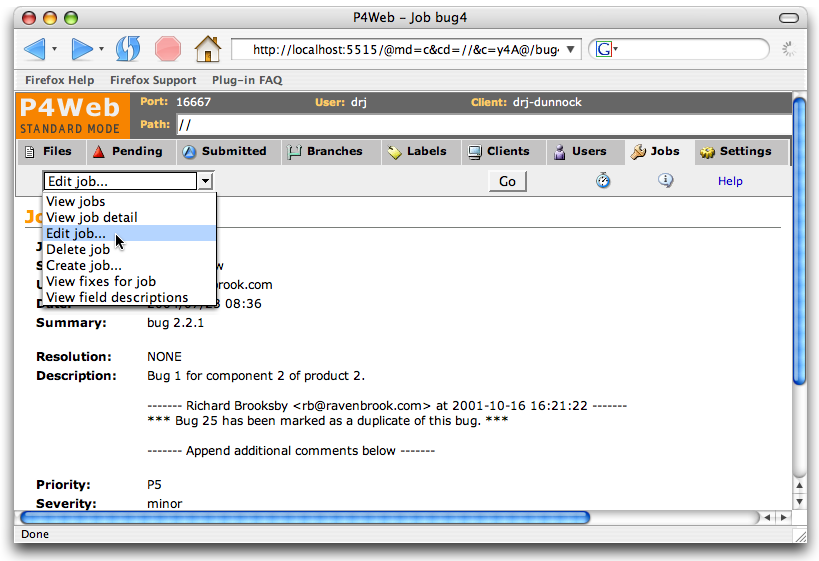 P4Web – Job bug4
http://localhost:5515/@md=c&cd=//&c=y4A@/bug
G
Firefox Help Firefox Support Plug-in FAQ
P4Web Port: 16667 User: drj Client: drj-dunnock
STANDARD MODE Path: //
Files Pending Submitted Branches Labels Clients Users Jobs Settings
Edit job... Go Help
View jobs
View job detail
Edit job...
Delete job
Create job...
View fixes for job
View field descriptions
brook.com
08:36
Summary: bug 2.2.1
Resolution: NONE
Description: Bug 1 for component 2 of product 2.
------- Richard Brooksby <rb@ravenbrook.com> at 2001-10-16 16:21:22 -------
*** Bug 25 has been marked as a duplicate of this bug. ***
------- Append additional comments below -------
Priority: P5
Severity: minor
Done